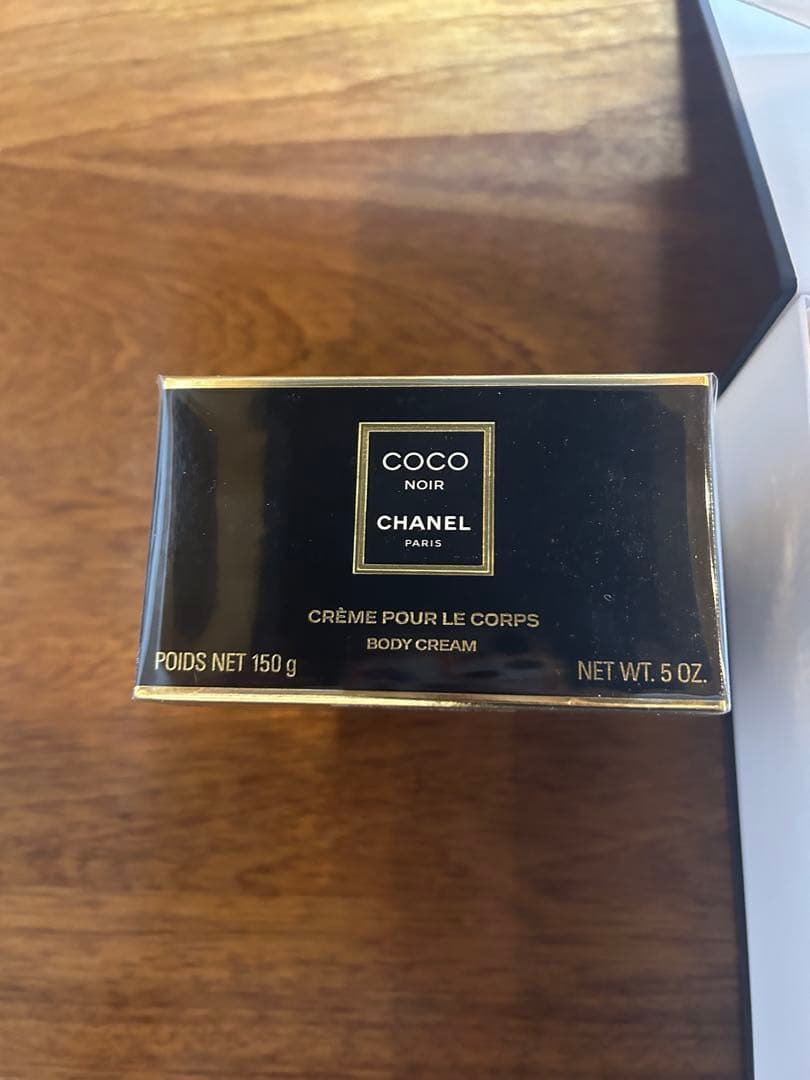 COCO
NOIR
CHANEL
PARIS
CRÈME POUR LE CORPS
BODY CREAM
POIDS NET 150 g
NET WT. 5 OZ.